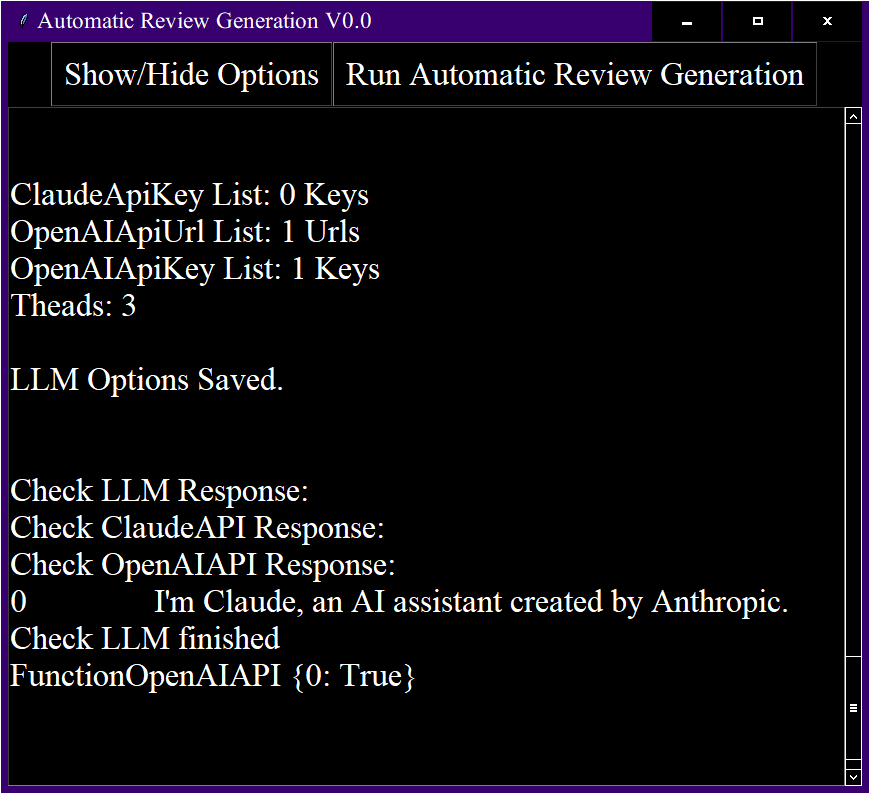 Automatic Review Generation V0.0
Show/Hide Options
Run Automatic Review Generation
ClaudeApiKey List: 0 Keys
OpenAIApiUrl List: 1 Urls
OpenAIApiKey List: 1 Keys
Theads: 3
LLM Options Saved.
Check LLM Response:
Check ClaudeAPI Response:
Check OpenAIAPI Response:
0 I'm Claude, an AI assistant created by Anthropic.
Check LLM finished
FunctionOpenAIAPI {0: True}